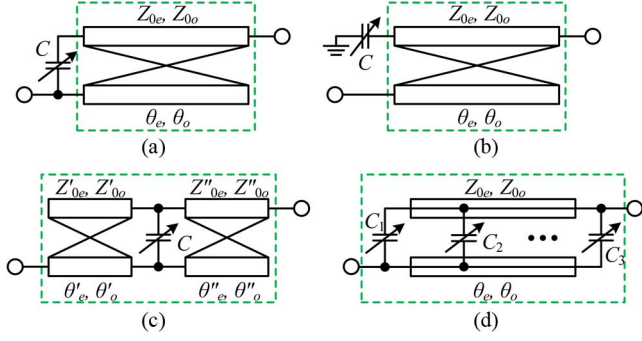 Z₀ₑ, Z₀ₒ
C
θₑ, θₒ
(a)
Z₀ₑ, Z₀ₒ
C
θₑ, θₒ
(b)
Z'₀ₑ, Z'₀ₒ Z''₀ₑ, Z''₀ₒ
C
θ'ₑ, θ'ₒ θ''ₑ, θ''ₒ
(c)
Z₀ₑ, Z₀ₒ
C₁ C₂ ••• C₃
θₑ, θₒ
(d)